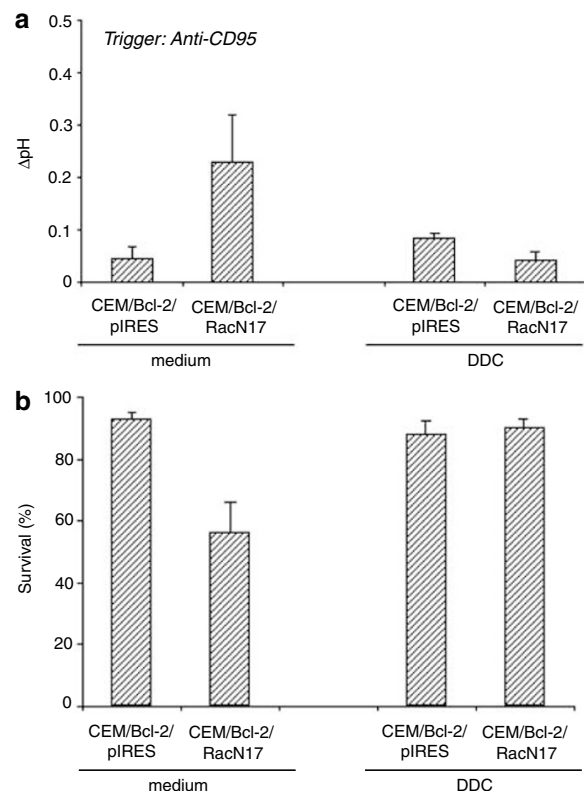 a
Trigger: Anti-CD95
0.5
0.4
0.3
0.2
0.1
0
ΔpH
CEM/Bcl-2/
pIRES
CEM/Bcl-2/
RacN17
CEM/Bcl-2/
pIRES
CEM/Bcl-2/
RacN17
medium
DDC
b
100
80
60
40
20
0
Survival (%)
CEM/Bcl-2/
pIRES
CEM/Bcl-2/
RacN17
CEM/Bcl-2/
pIRES
CEM/Bcl-2/
RacN17
medium
DDC